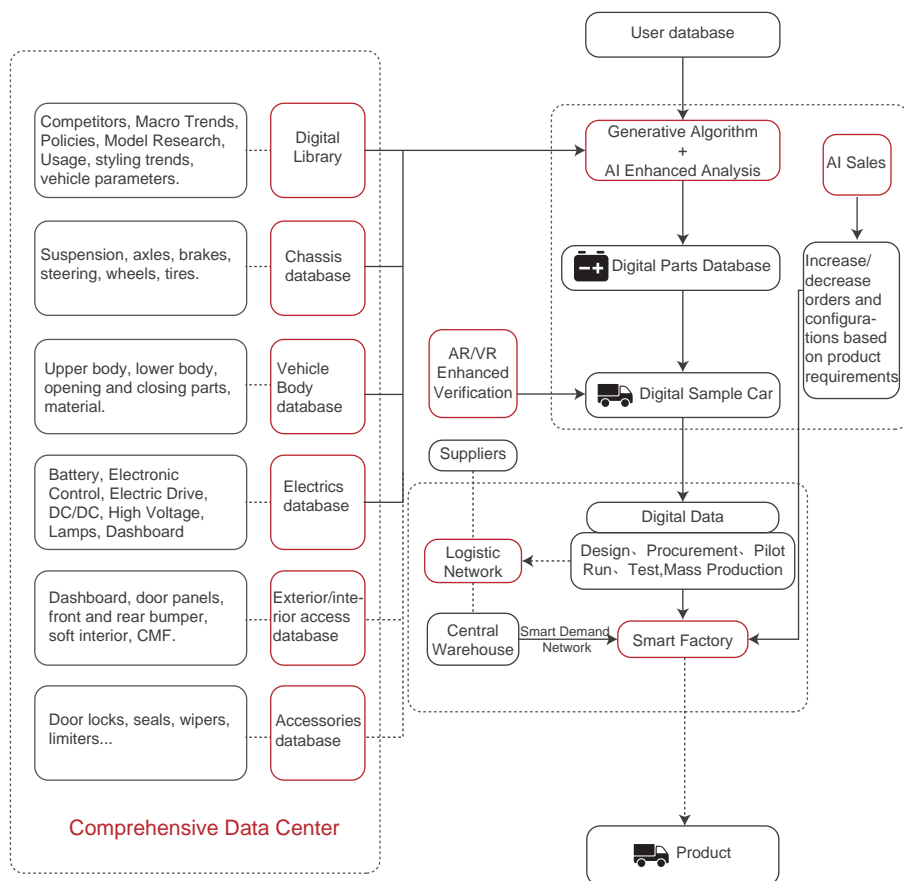 User database
Competitors, Macro Trends,
Policies, Model Research,
Usage, styling trends,
vehicle parameters.
Digital
Library
Generative Algorithm
+
AI Enhanced Analysis
AI Sales
Suspension, axles, brakes,
steering, wheels, tires.
Chassis
database
Digital Parts Database
Increase/
decrease
orders and
configura-
tions based
on product
requirements
Upper body, lower body,
opening and closing parts,
material.
Vehicle
Body
database
AR/VR
Enhanced
Verification
Digital Sample Car
Suppliers
Battery, Electronic
Control, Electric Drive,
DC/DC, High Voltage,
Lamps, Dashboard
Electrics
database
Digital Data
Design、Procurement、Pilot
Run、Test,Mass Production
Logistic
Network
Dashboard, door panels,
front and rear bumper,
soft interior, CMF.
Exterior/inte-
rior access
database
Central
Warehouse
Smart Demand
Network
Smart Factory
Door locks, seals, wipers,
limiters...
Accessories
database
Comprehensive Data Center
Product